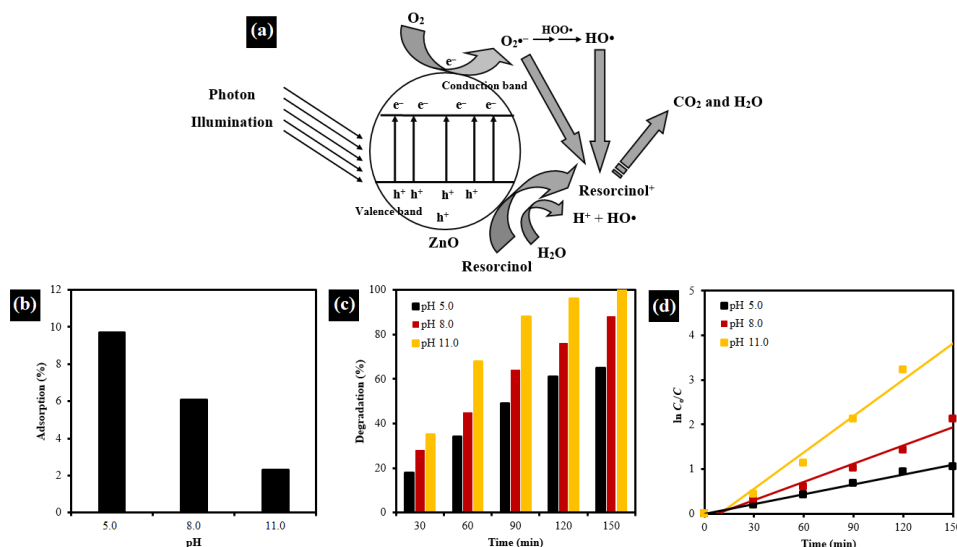 (a)
O₂
O₂•⁻
HOO•
HO•
e⁻
Conduction band
Photon
Illumination
e⁻ e⁻ e⁻ e⁻
CO₂ and H₂O
h⁺ h⁺ h⁺ h⁺
Valence band
h⁺
ZnO
Resorcinol⁺
H⁺ + HO•
H₂O
Resorcinol
(b)
Adsorption (%)
12
10
8
6
4
2
0
5.0 8.0 11.0
pH
(c)
Degradation (%)
100
80
60
40
20
0
pH 5.0
pH 8.0
pH 11.0
30 60 90 120 150
Time (min)
(d)
ln C₀/C
5
4
3
2
1
0
pH 5.0
pH 8.0
pH 11.0
0 30 60 90 120 150
Time (min)